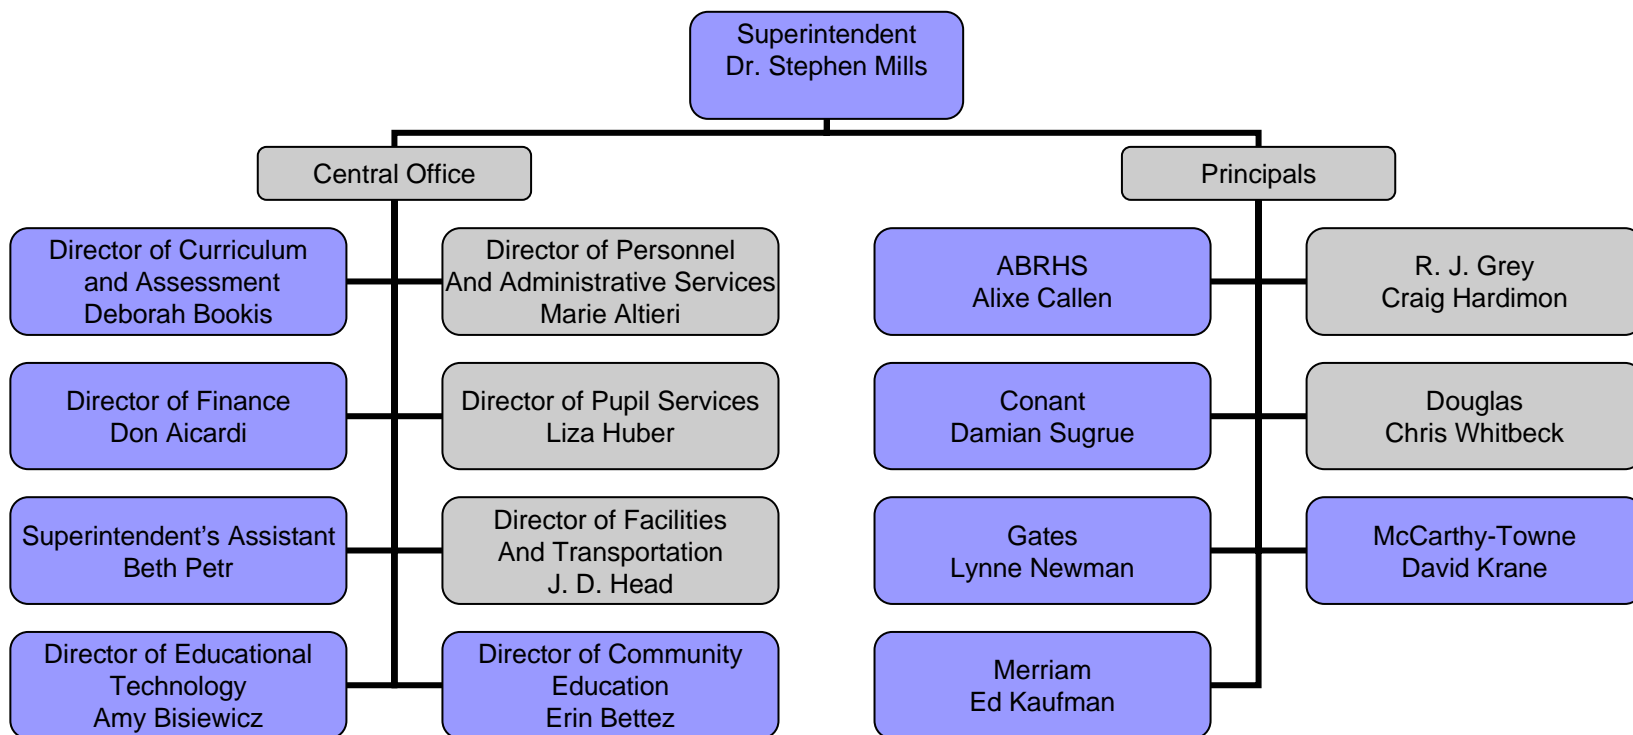 Superintendent
Dr. Stephen Mills
Central Office
Principals
Director of Curriculum
and Assessment
Deborah Bookis
Director of Personnel
And Administrative Services
Marie Altieri
ABRHS
Alixe Callen
R. J. Grey
Craig Hardimon
Director of Finance
Don Aicardi
Director of Pupil Services
Liza Huber
Conant
Damian Sugrue
Douglas
Chris Whitbeck
Superintendent’s Assistant
Beth Petr
Director of Facilities
And Transportation
J. D. Head
Gates
Lynne Newman
McCarthy-Towne
David Krane
Director of Educational
Technology
Amy Bisiewicz
Director of Community
Education
Erin Bettez
Merriam
Ed Kaufman